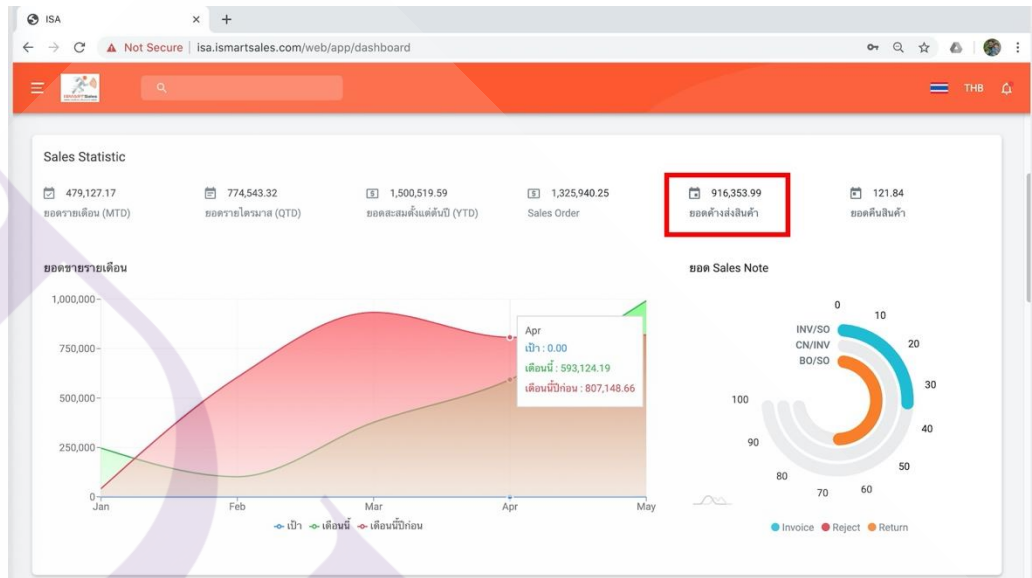 ISA
Not Secure | isa.ismartsales.com/web/app/dashboard
THB
Sales Statistic
479,127.17
ยอดรายเดือน (MTD)
774,543.32
ยอดรายไตรมาส (QTD)
1,500,519.59
ยอดสะสมตั้งแต่ต้นปี (YTD)
1,325,940.25
Sales Order
916,353.99
ยอดค้างส่งสินค้า
121.84
ยอดคืนสินค้า
ยอดขายรายเดือน
1,000,000
750,000
500,000
250,000
0
Jan
Feb
Mar
Apr
May
Apr
เป้า : 0.00
เดือนนี้ : 593,124.19
เดือนนี้ปีก่อน : 807,148.66
เป้า
เดือนนี้
เดือนนี้ปีก่อน
ยอด Sales Note
INV/SO
CN/INV
BO/SO
0
10
20
30
40
50
60
70
80
90
100
Invoice
Reject
Return